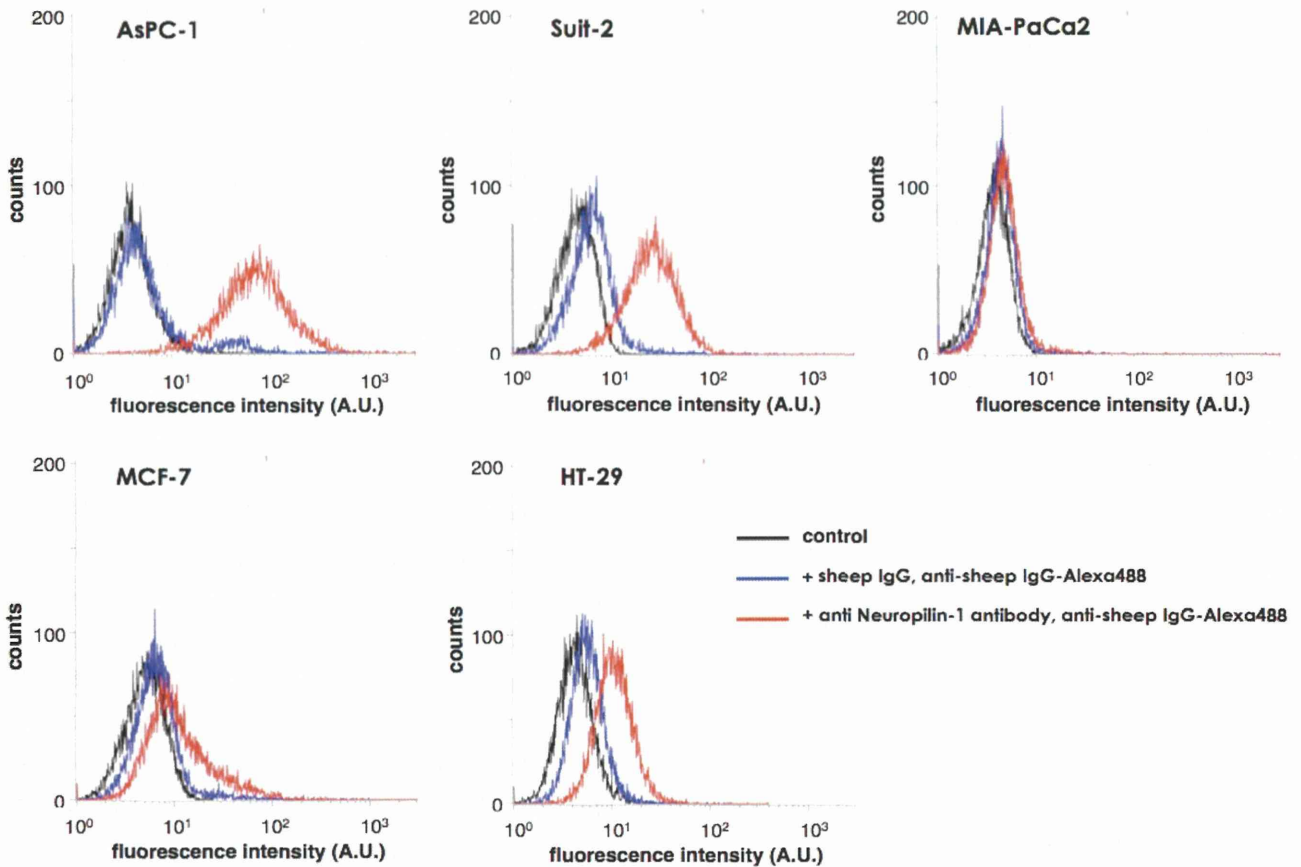 200
AsPC-1
100
0
counts
10⁰ 10¹ 10² 10³
fluorescence intensity (A.U.)
200
Suit-2
100
0
counts
10⁰ 10¹ 10² 10³
fluorescence intensity (A.U.)
200
MIA-PaCa2
100
0
counts
10⁰ 10¹ 10² 10³
fluorescence intensity (A.U.)
200
MCF-7
100
0
counts
10⁰ 10¹ 10² 10³
fluorescence intensity (A.U.)
200
HT-29
100
0
counts
10⁰ 10¹ 10² 10³
fluorescence intensity (A.U.)
control
+ sheep IgG, anti-sheep IgG-Alexa488
+ anti Neuropilin-1 antibody, anti-sheep IgG-Alexa488